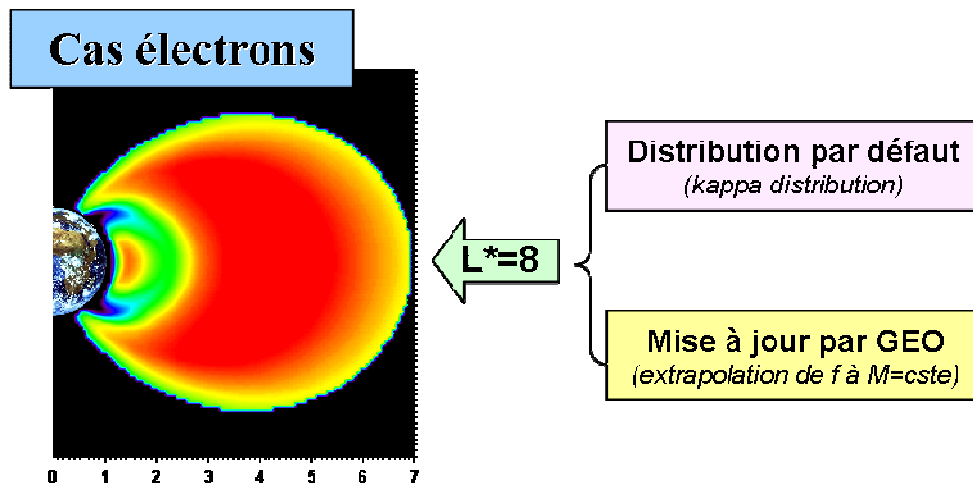 Cas électrons
Distribution par défaut
(kappa distribution)
L*=8
Mise à jour par GEO
(extrapolation de f à M=cste)
0 1 2 3 4 5 6 7